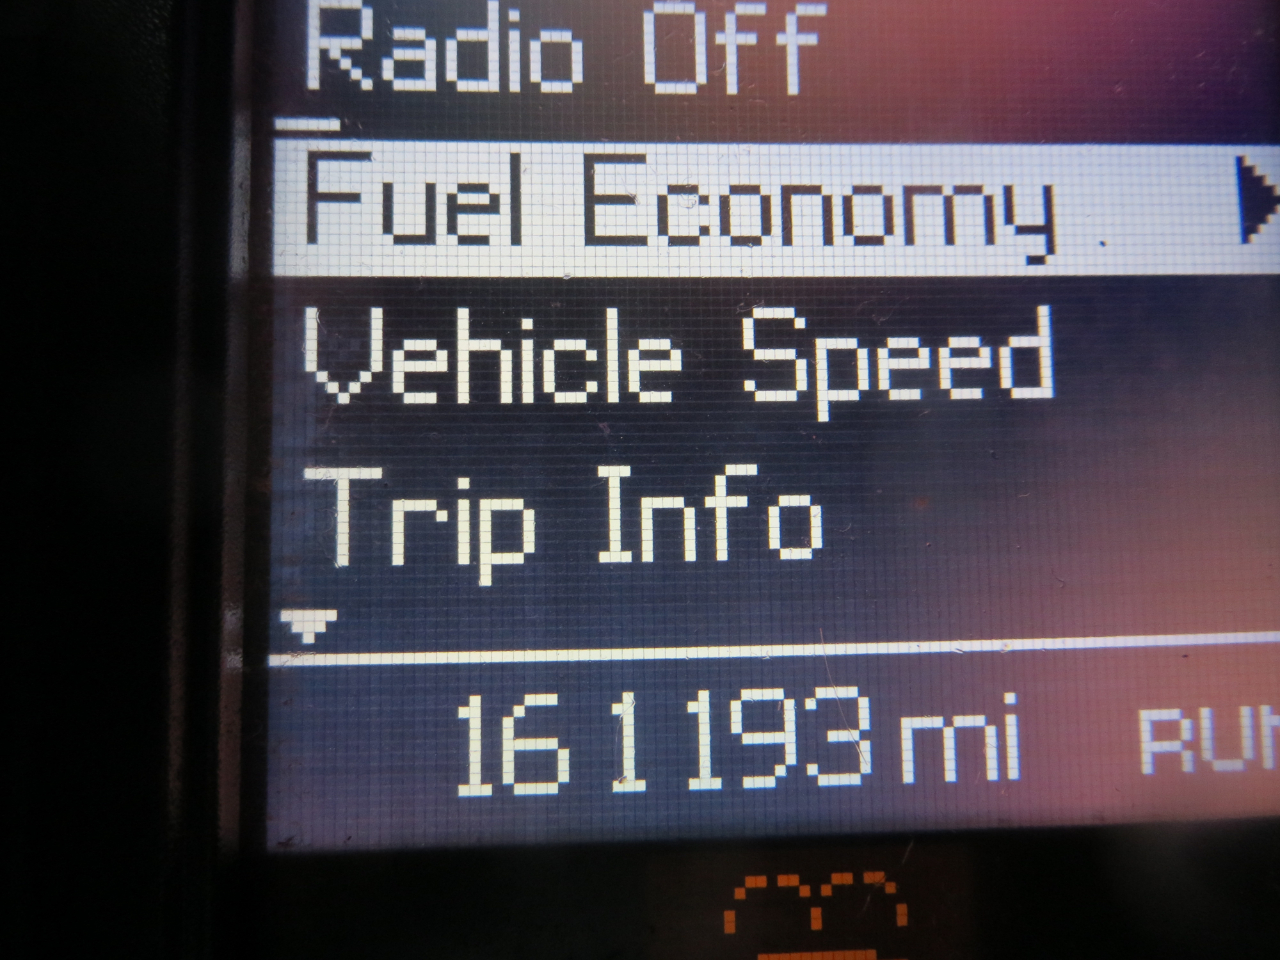 Radio Off
Fuel Economy
Vehicle Speed
Trip Info
161193 mi